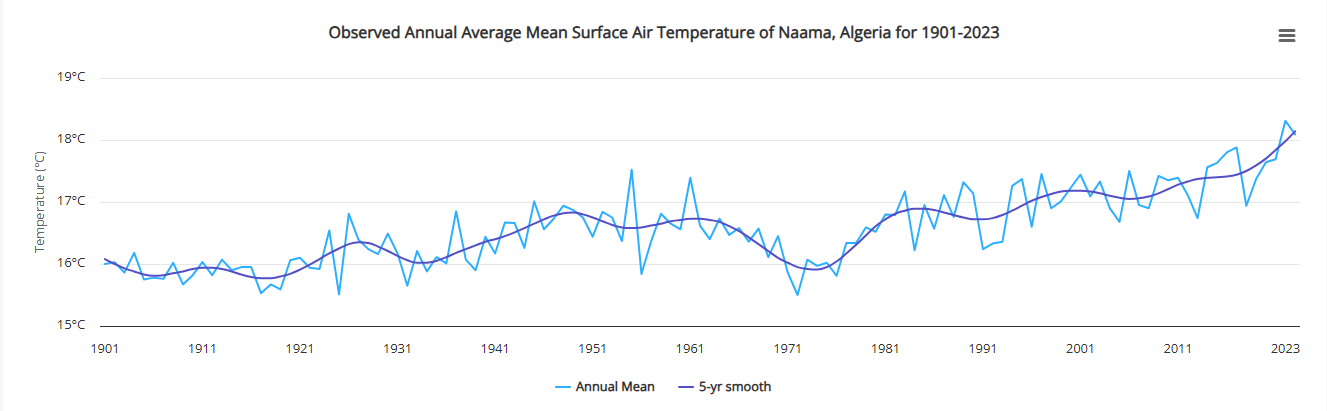 Observed Annual Average Mean Surface Air Temperature of Naama, Algeria for 1901-2023
19°C
18°C
17°C
16°C
15°C
Temperature (°C)
1901 1911 1921 1931 1941 1951 1961 1971 1981 1991 2001 2011 2023
Annual Mean 5-yr smooth